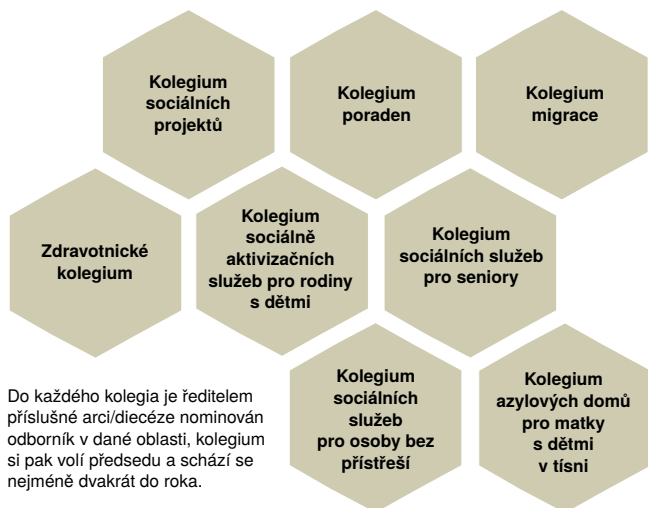 Kolegium
sociálních
projektů
Kolegium
poraden
Kolegium
migrace
Zdravotnické
kolegium
Kolegium
sociálně
aktivizačních
služeb pro rodiny
s dětmi
Kolegium
sociálních služeb
pro seniory
Kolegium
sociálních
služeb
pro osoby bez
přístřeší
Kolegium
azylových domů
pro matky
s dětmi
v tísni
Do každého kolegia je ředitelem
příslušné arci/diecéze nominován
odborník v dané oblasti, kolegium
si pak volí předsedu a schází se
nejméně dvakrát do roka.